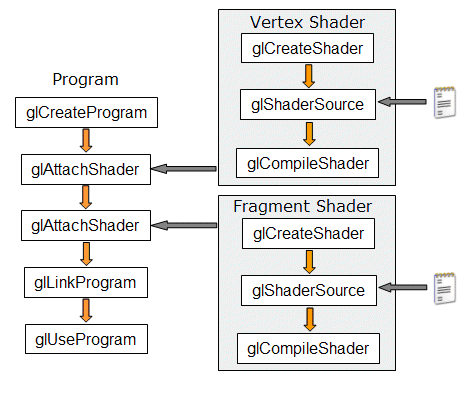 Program
glCreateProgram
glAttachShader
glAttachShader
glLinkProgram
glUseProgram
Vertex Shader
glCreateShader
glShaderSource
glCompileShader
Fragment Shader
glCreateShader
glShaderSource
glCompileShader